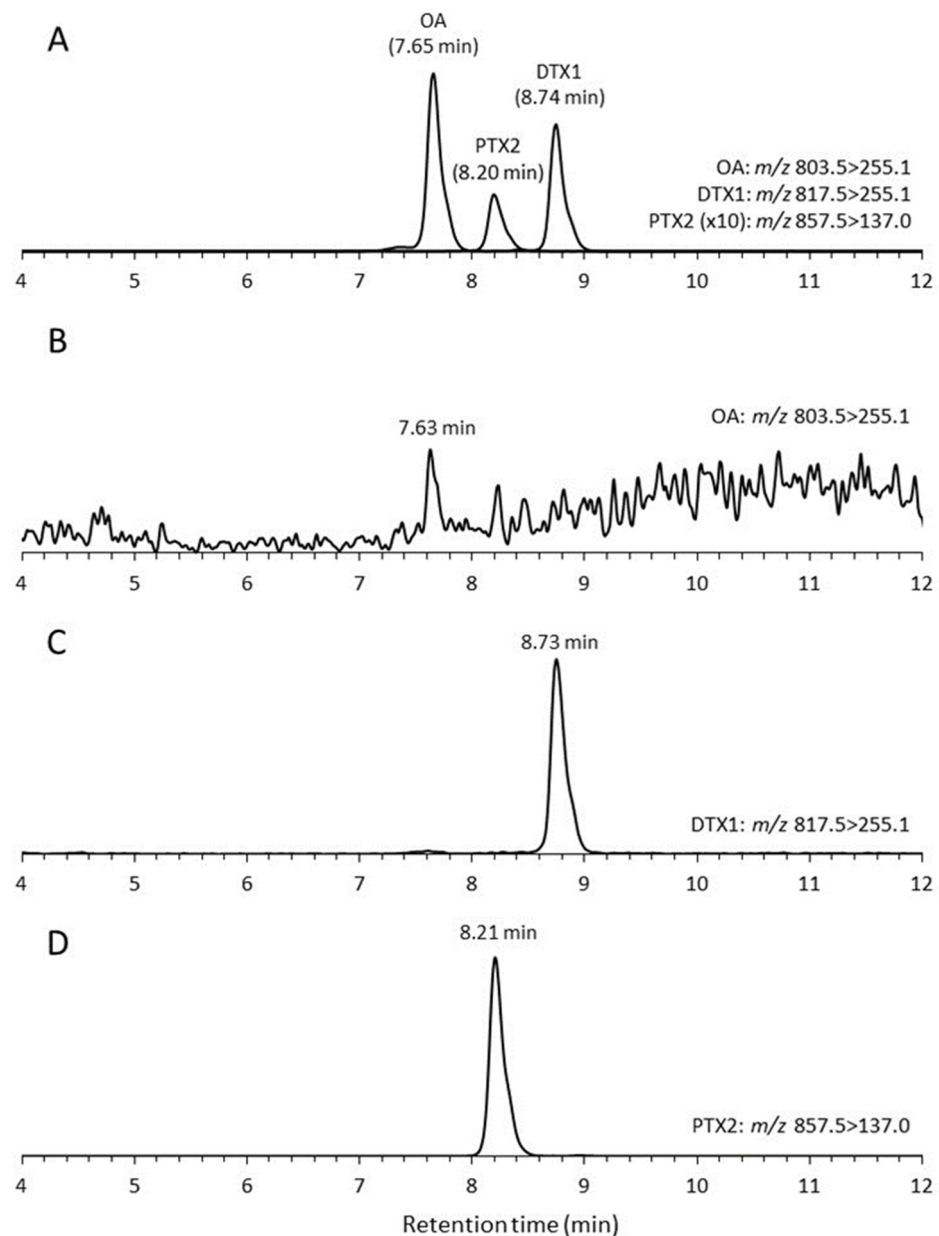 A
OA
(7.65 min)
DTX1
(8.74 min)
PTX2
(8.20 min)
OA: m/z 803.5>255.1
DTX1: m/z 817.5>255.1
PTX2 (x10): m/z 857.5>137.0
4 5 6 7 8 9 10 11 12
B
OA: m/z 803.5>255.1
7.63 min
4 5 6 7 8 9 10 11 12
C
8.73 min
DTX1: m/z 817.5>255.1
4 5 6 7 8 9 10 11 12
D
8.21 min
PTX2: m/z 857.5>137.0
4 5 6 7 8 9 10 11 12
Retention time (min)